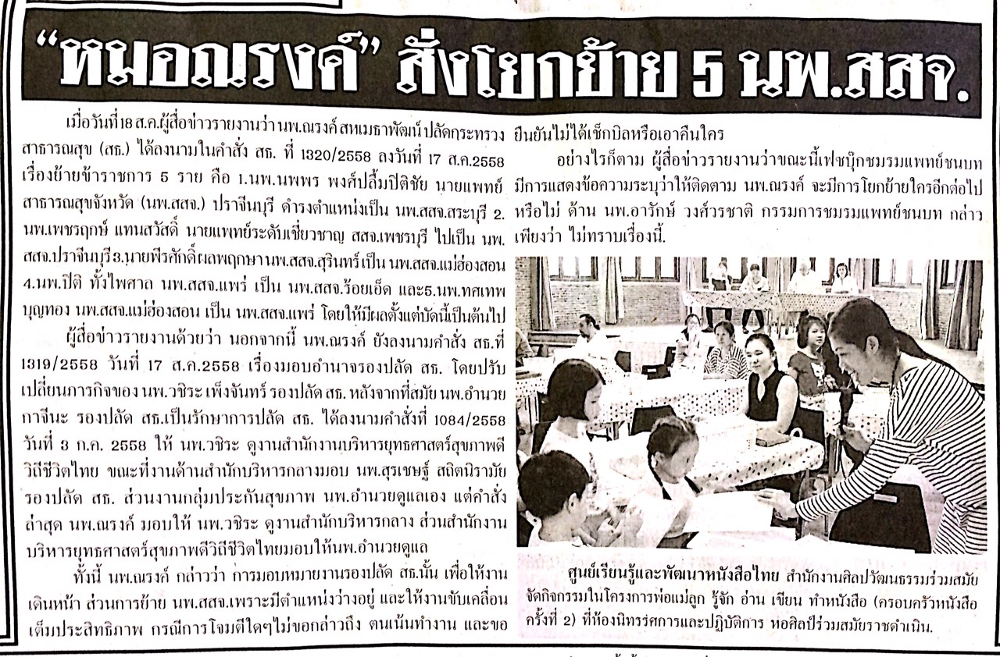 “หมอณรงค์” สั่งโยกย้าย 5 นพ.สสจ.
เมื่อวันที่ 18 ส.ค.ผู้สื่อข่าวรายงานว่า นพ.ณรงค์ สหเมธาพัฒน์ ปลัดกระทรวง
สาธารณสุข (สธ.) ได้ลงนามในคำสั่ง สธ. ที่ 1320/2558 ลงวันที่ 17 ส.ค.2558
เรื่องย้ายข้าราชการ 5 ราย คือ 1.นพ.นพพร พงศ์ปลื้มปิติชัย นายแพทย์
สาธารณสุขจังหวัด (นพ.สสจ.) ปราจีนบุรี ดำรงตำแหน่งเป็น นพ.สสจ.สระบุรี 2.
นพ.เพชรฤกษ์ แทนสวัสดิ์ นายแพทย์ระดับเชี่ยวชาญ สสจ.เพชรบุรี ไปเป็น นพ.
สสจ.ปราจีนบุรี 3.นายพีรศักดิ์ ผลพฤกษา นพ.สสจ.สุรินทร์ เป็น นพ.สสจ.แม่ฮ่องสอน
4.นพ.ปิติ ทั้งไพศาล นพ.สสจ.แพร่ เป็น นพ.สสจ.ร้อยเอ็ด และ5.นพ.ทศเทพ
บุญทอง นพ.สสจ.แม่ฮ่องสอน เป็น นพ.สสจ.แพร่ โดยให้มีผลตั้งแต่บัดนี้เป็นต้นไป
ผู้สื่อข่าวรายงานด้วยว่า นอกจากนี้ นพ.ณรงค์ ยังลงนามคำสั่ง สธ.ที่
1319/2558 วันที่ 17 ส.ค.2558 เรื่องมอบอำนาจรองปลัด สธ. โดยปรับ
เปลี่ยนภารกิจของ นพ.วชิระ เพ็งจันทร์ รองปลัด สธ. หลังจากที่สมัย นพ.อำนวย
กาจีนะ รองปลัด สธ.เป็นรักษาการปลัด สธ. ได้ลงนามคำสั่งที่ 1084/2558
วันที่ 3 ก.ค. 2558 ให้ นพ.วชิระ ดูงานสำนักงานบริหารยุทธศาสตร์สุขภาพดี
วิถีชีวิตไทย ขณะที่งานด้านสำนักบริหารกลางมอบ นพ.สุรเชษฐ์ สถิตนิรามัย
รองปลัด สธ. ส่วนงานกลุ่มประกันสุขภาพ นพ.อำนวยดูแลเอง แต่คำสั่ง
ล่าสุด นพ.ณรงค์ มอบให้ นพ.วชิระ ดูงานสำนักบริหารกลาง ส่วนสำนักงาน
บริหารยุทธศาสตร์สุขภาพดีวิถีชีวิตไทยมอบให้นพ.อำนวยดูแล
ทั้งนี้ นพ.ณรงค์ กล่าวว่า การมอบหมายงานรองปลัด สธ.นั้น เพื่อให้งาน
เดินหน้า ส่วนการย้าย นพ.สสจ.เพราะมีตำแหน่งว่างอยู่ และให้งานขับเคลื่อน
เต็มประสิทธิภาพ กรณีการโจมตีใดๆไม่ขอกล่าวถึง ตนเน้นทำงาน และขอ
ยืนยันไม่ได้เช็กบิลหรือเอาคืนใคร
อย่างไรก็ตาม ผู้สื่อข่าวรายงานว่าขณะนี้เฟซบุ๊กชมรมแพทย์ชนบท
มีการแสดงข้อความระบุว่าให้ติดตาม นพ.ณรงค์ จะมีการโยกย้ายใครอีกต่อไป
หรือไม่ ด้าน นพ.อารักษ์ วงศ์วรชาติ กรรมการชมรมแพทย์ชนบท กล่าว
เพียงว่า ไม่ทราบเรื่องนี้.
ศูนย์เรียนรู้และพัฒนาหนังสือไทย สำนักงานศิลปวัฒนธรรมร่วมสมัย
จัดกิจกรรมในโครงการพ่อแม่ลูก รู้จัก อ่าน เขียน ทำหนังสือ (ครอบครัวหนังสือ
ครั้งที่ 2) ที่ห้องนิทรรศการและปฏิบัติการ หอศิลป์ร่วมสมัยราชดำเนิน.